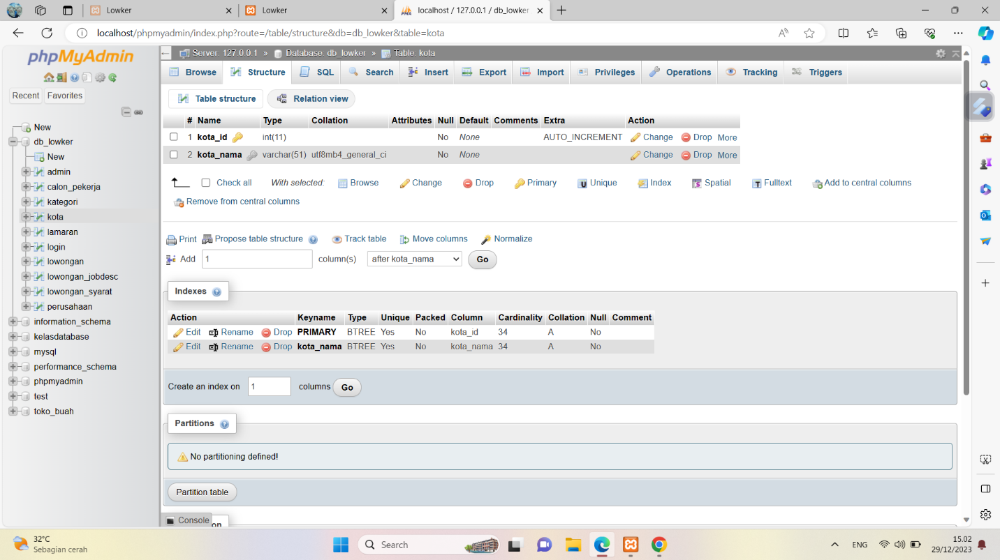 Lowker
Lowker
localhost / 127.0.0.1 / db_lowker
localhost/phpmyadmin/index.php?route=/table/structure&db=db_lowker&table=kota
phpMyAdmin
Recent Favorites
New
db_lowker
New
admin
calon_pekerja
kategori
kota
lamaran
login
lowongan
lowongan_jobdesc
lowongan_syarat
perusahaan
information_schema
kelasdatabase
mysql
performance_schema
phpmyadmin
test
toko_buah
Server: 127.0.0.1 » Database: db_lowker » Table: kota
Browse Structure SQL Search Insert Export Import Privileges Operations Tracking Triggers
Table structure Relation view
# Name Type Collation Attributes Null Default Comments Extra Action
1 kota_id int(11) No None AUTO_INCREMENT Change Drop More
2 kota_nama varchar(51) utf8mb4_general_ci No None Change Drop More
Check all With selected: Browse Change Drop Primary Unique Index Spatial Fulltext Add to central columns
Remove from central columns
Print Propose table structure Track table Move columns Normalize
Add 1 column(s) after kota_nama Go
Indexes
Action Keyname Type Unique Packed Column Cardinality Collation Null Comment
Edit Rename Drop PRIMARY BTREE Yes No kota_id 34 A No
Edit Rename Drop kota_nama BTREE Yes No kota_nama 34 A No
Create an index on 1 columns Go
Partitions
No partitioning defined!
Partition table
Console
32°C
Sebagian cerah
Search
ENG
15.02
29/12/2023